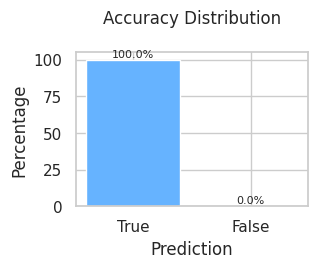 Accuracy Distribution
100
75
50
25
0
Percentage
100.0%
0.0%
True
False
Prediction